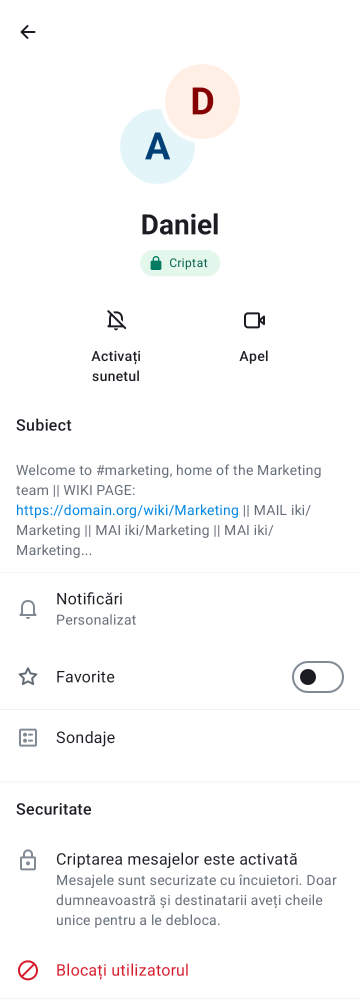 D
A
Daniel
Criptat
Activați
sunetul
Apel
Subiect
Welcome to #marketing, home of the Marketing
team || WIKI PAGE:
https://domain.org/wiki/Marketing || MAIL iki/
Marketing || MAI iki/Marketing || MAI iki/
Marketing...
Notificări
Personalizat
Favorite
Sondaje
Securitate
Criptarea mesajelor este activată
Mesajele sunt securizate cu încuietori. Doar
dumneavoastră și destinatarii aveți cheile
unice pentru a le debloca.
Blocați utilizatorul